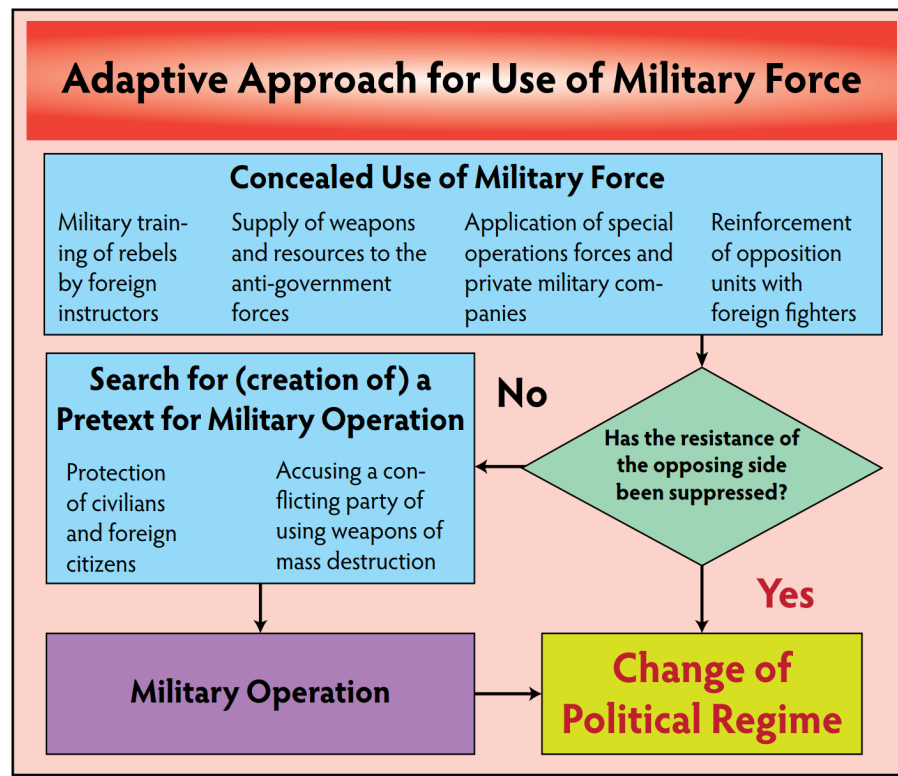 Adaptive Approach for Use of Military Force
Concealed Use of Military Force
Military train-
ing of rebels
by foreign
instructors
Supply of weapons
and resources to the
anti-government
forces
Application of special
operations forces and
private military com-
panies
Reinforcement
of opposition
units with
foreign fighters
Search for (creation of) a
Pretext for Military Operation
Protection
of civilians
and foreign
citizens
Accusing a con-
flicting party of
using weapons of
mass destruction
No
Has the resistance of
the opposing side
been suppressed?
Yes
Military Operation
Change of
Political Regime